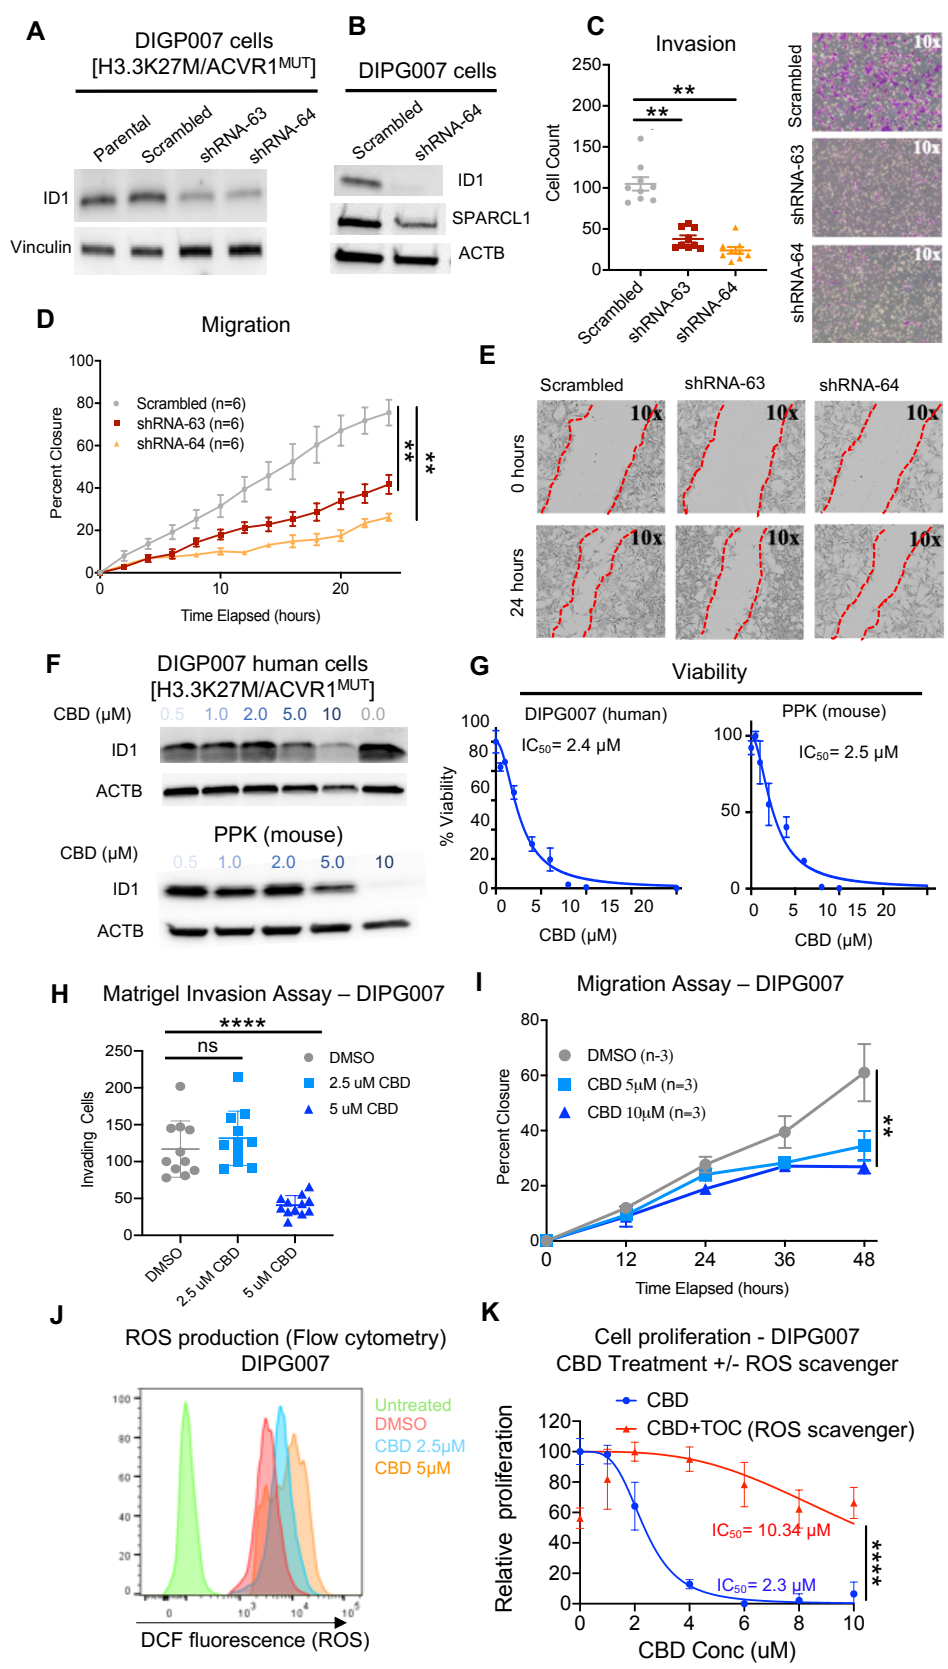 A
DIGP007 cells
[H3.3K27M/ACVR1MUT]
Parental
Scrambled
shRNA-63
shRNA-64
ID1
Vinculin
B
DIPG007 cells
Scrambled
shRNA-64
ID1
SPARCL1
ACTB
C
Invasion
Cell Count
250
200
150
100
50
0
**
**
Scrambled
shRNA-63
shRNA-64
Scrambled
10x
shRNA-63
10x
shRNA-64
10x
D
Migration
Percent Closure
100
80
60
40
20
0
Scrambled (n=6)
shRNA-63 (n=6)
shRNA-64 (n=6)
**
**
10
20
Time Elapsed (hours)
E
Scrambled
shRNA-63
shRNA-64
0 hours
10x
10x
10x
24 hours
10x
10x
10x
F
DIGP007 human cells
[H3.3K27M/ACVR1MUT]
CBD (μM)
0.5
1.0
2.0
5.0
10
0.0
ID1
ACTB
PPK (mouse)
CBD (μM)
0.5
1.0
2.0
5.0
10
ID1
ACTB
G
Viability
DIPG007 (human)
IC50= 2.4 μM
% Viability
100
80
60
40
20
0
0
5
10
15
20
CBD (μM)
PPK (mouse)
IC50= 2.5 μM
100
50
0
0
5
10
15
20
CBD (μM)
H
Matrigel Invasion Assay – DIPG007
****
ns
Invading Cells
250
200
150
100
50
0
DMSO
2.5 uM CBD
5 uM CBD
DMSO
2.5 uM CBD
5 uM CBD
I
Migration Assay – DIPG007
Percent Closure
80
60
40
20
0
DMSO (n-3)
CBD 5μM (n=3)
CBD 10μM (n=3)
**
0
12
24
36
48
Time Elapsed (hours)
J
ROS production (Flow cytometry)
DIPG007
100
80
60
40
20
0
Untreated
DMSO
CBD 2.5μM
CBD 5μM
0
103
104
105
DCF fluorescence (ROS)
K
Cell proliferation - DIPG007
CBD Treatment +/- ROS scavenger
CBD
CBD+TOC (ROS scavenger)
Relative proliferation
120
100
80
60
40
20
0
IC50= 10.34 μM
IC50= 2.3 μM
****
0
2
4
6
8
10
CBD Conc (uM)